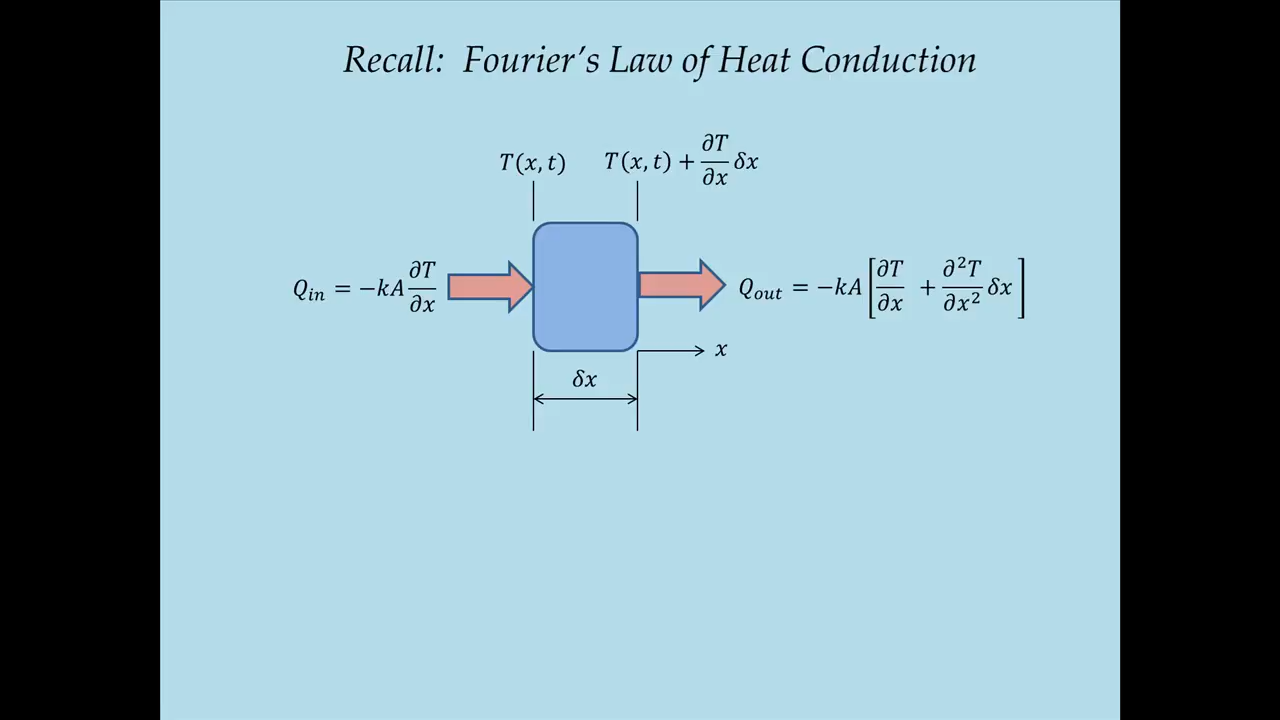 Recall: Fourier's Law of Heat Conduction
T(x, t)
T(x, t) + ∂T/∂x δx
Q_in = −kA ∂T/∂x
Q_out = −kA [∂T/∂x + ∂²T/∂x² δx]
x
δx